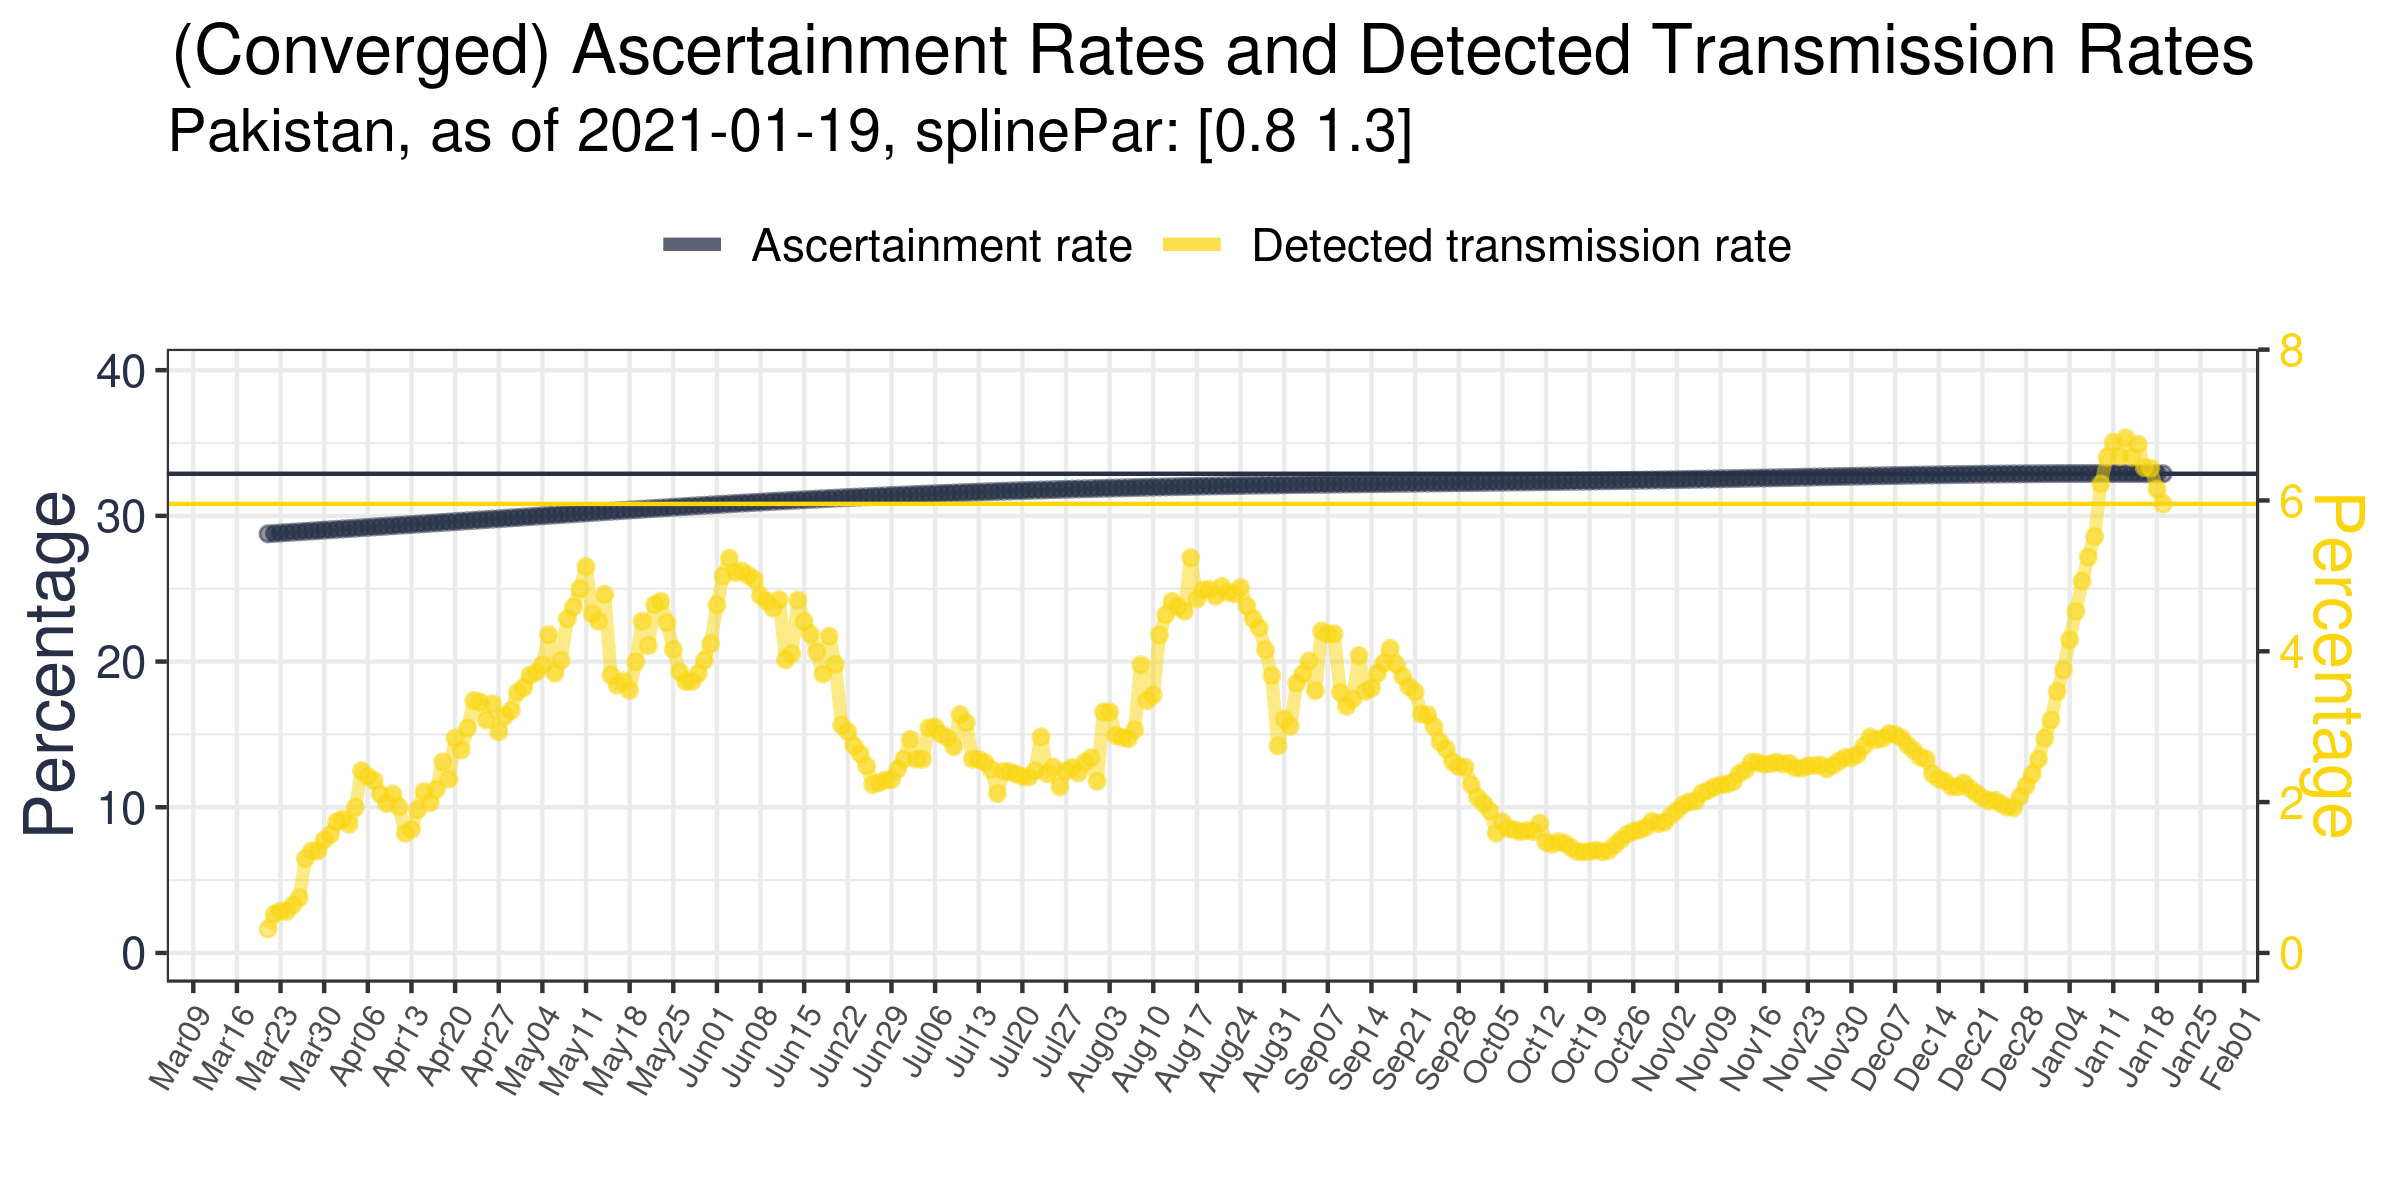 (Converged) Ascertainment Rates and Detected Transmission Rates
Pakistan, as of 2021-01-19, splinePar: [0.8 1.3]
Ascertainment rate
Detected transmission rate
Percentage
40
30
20
10
0
8
6
4
2
0
Percentage
Mar09
Mar16
Mar23
Mar30
Apr06
Apr13
Apr20
Apr27
May04
May11
May18
May25
Jun01
Jun08
Jun15
Jun22
Jun29
Jul06
Jul13
Jul20
Jul27
Aug03
Aug10
Aug17
Aug24
Aug31
Sep07
Sep14
Sep21
Sep28
Oct05
Oct12
Oct19
Oct26
Nov02
Nov09
Nov16
Nov23
Nov30
Dec07
Dec14
Dec21
Dec28
Jan04
Jan11
Jan18
Jan25
Feb01